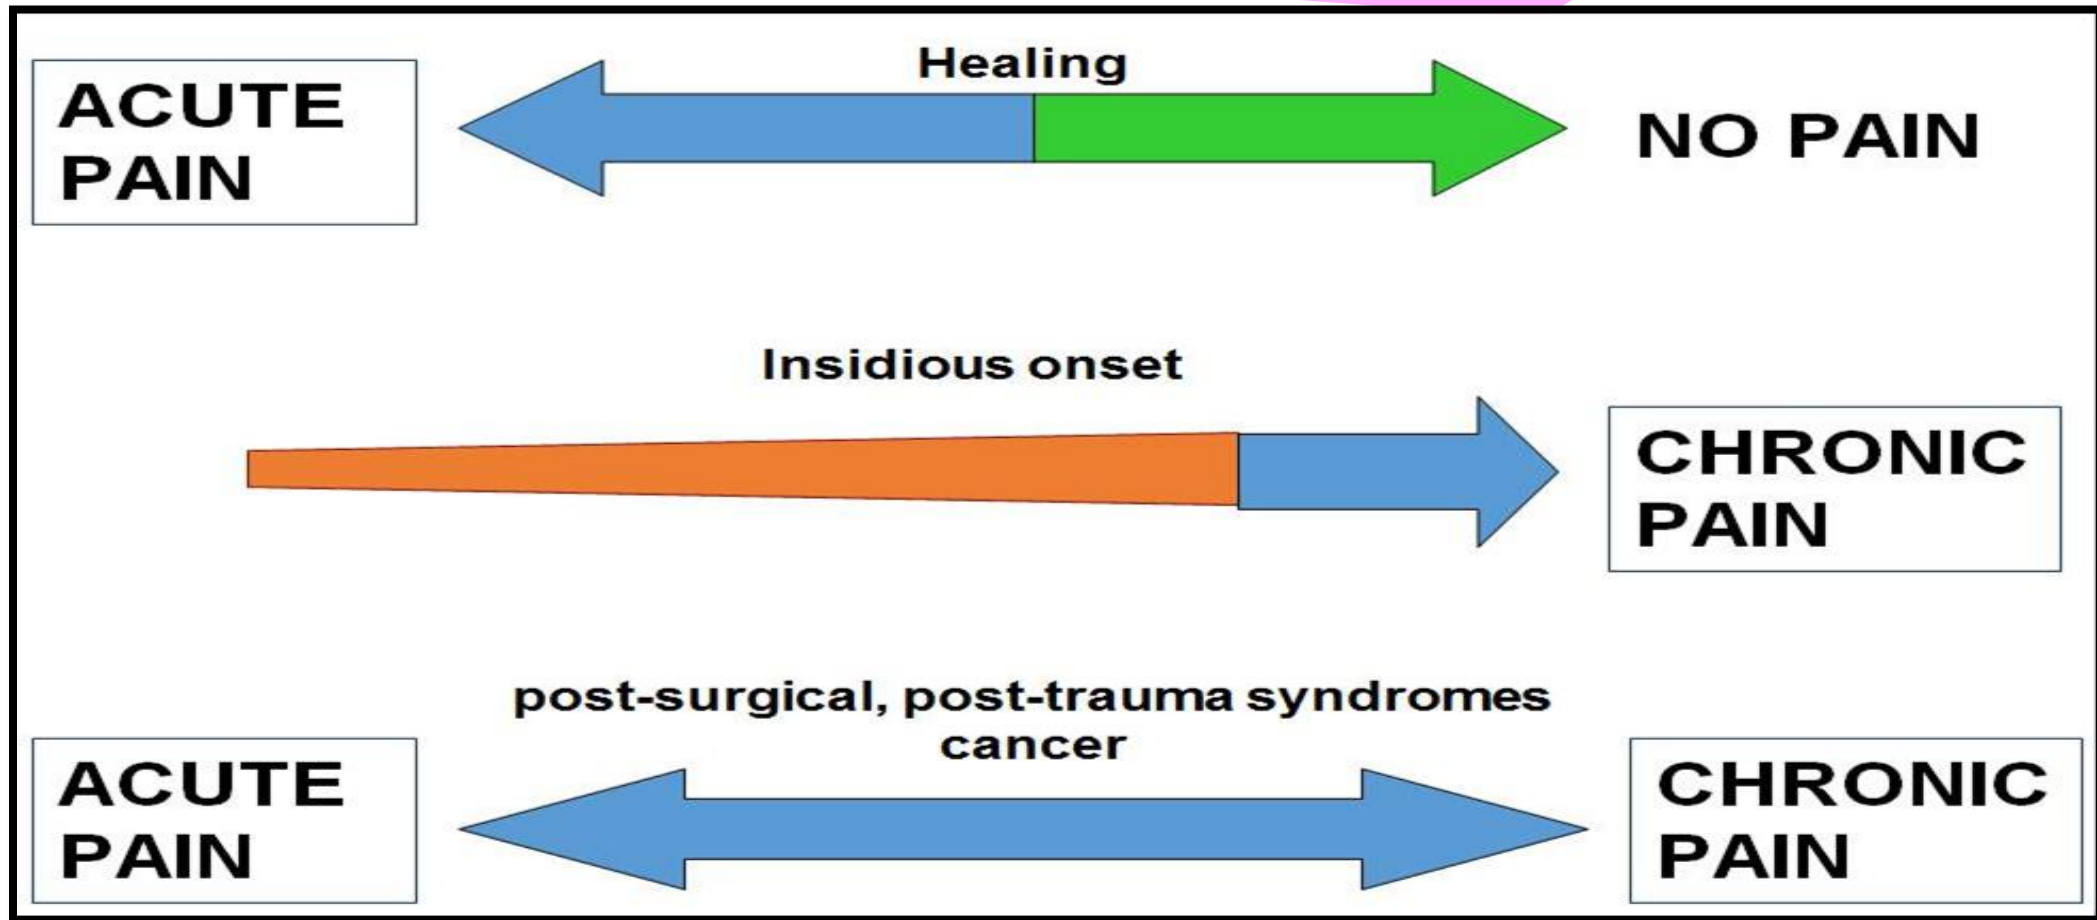 Healing
ACUTE
PAIN
NO PAIN
Insidious onset
CHRONIC
PAIN
post-surgical, post-trauma syndromes
cancer
ACUTE
PAIN
CHRONIC
PAIN